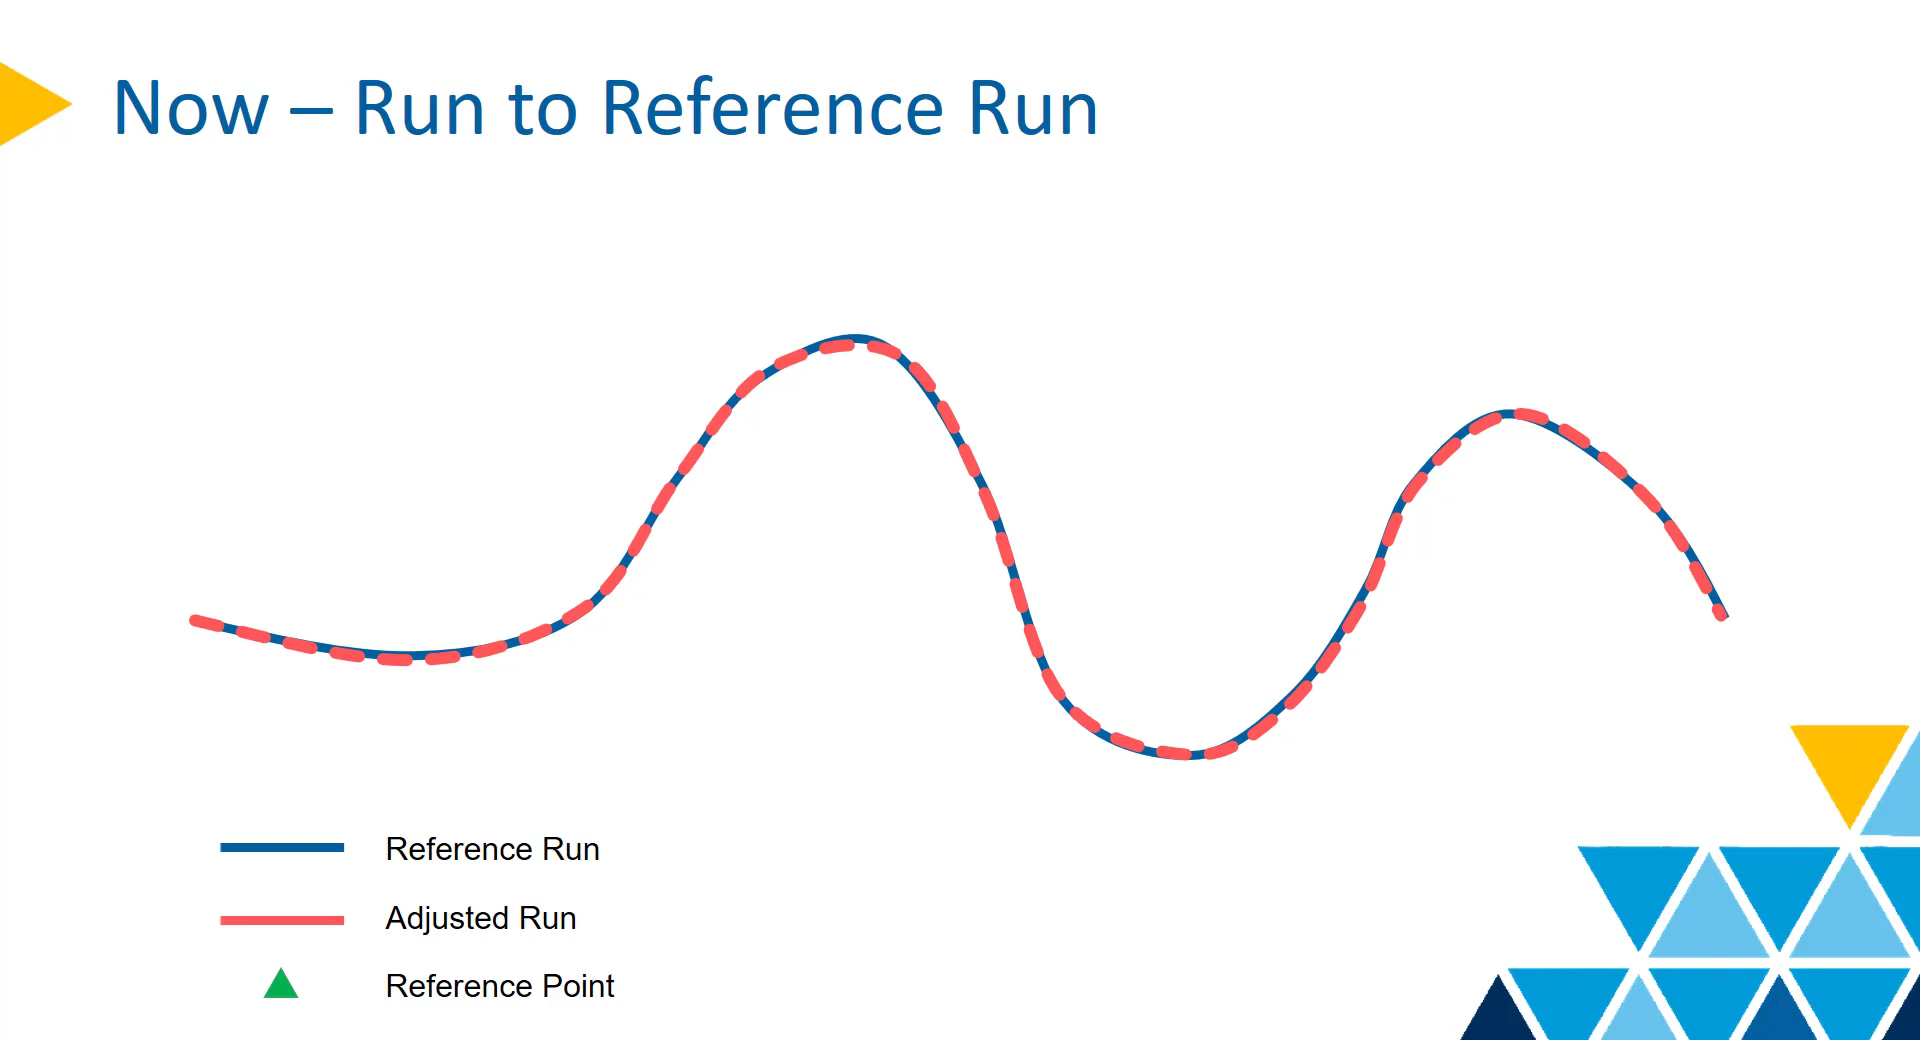 Now – Run to Reference Run
Reference Run
Adjusted Run
Reference Point